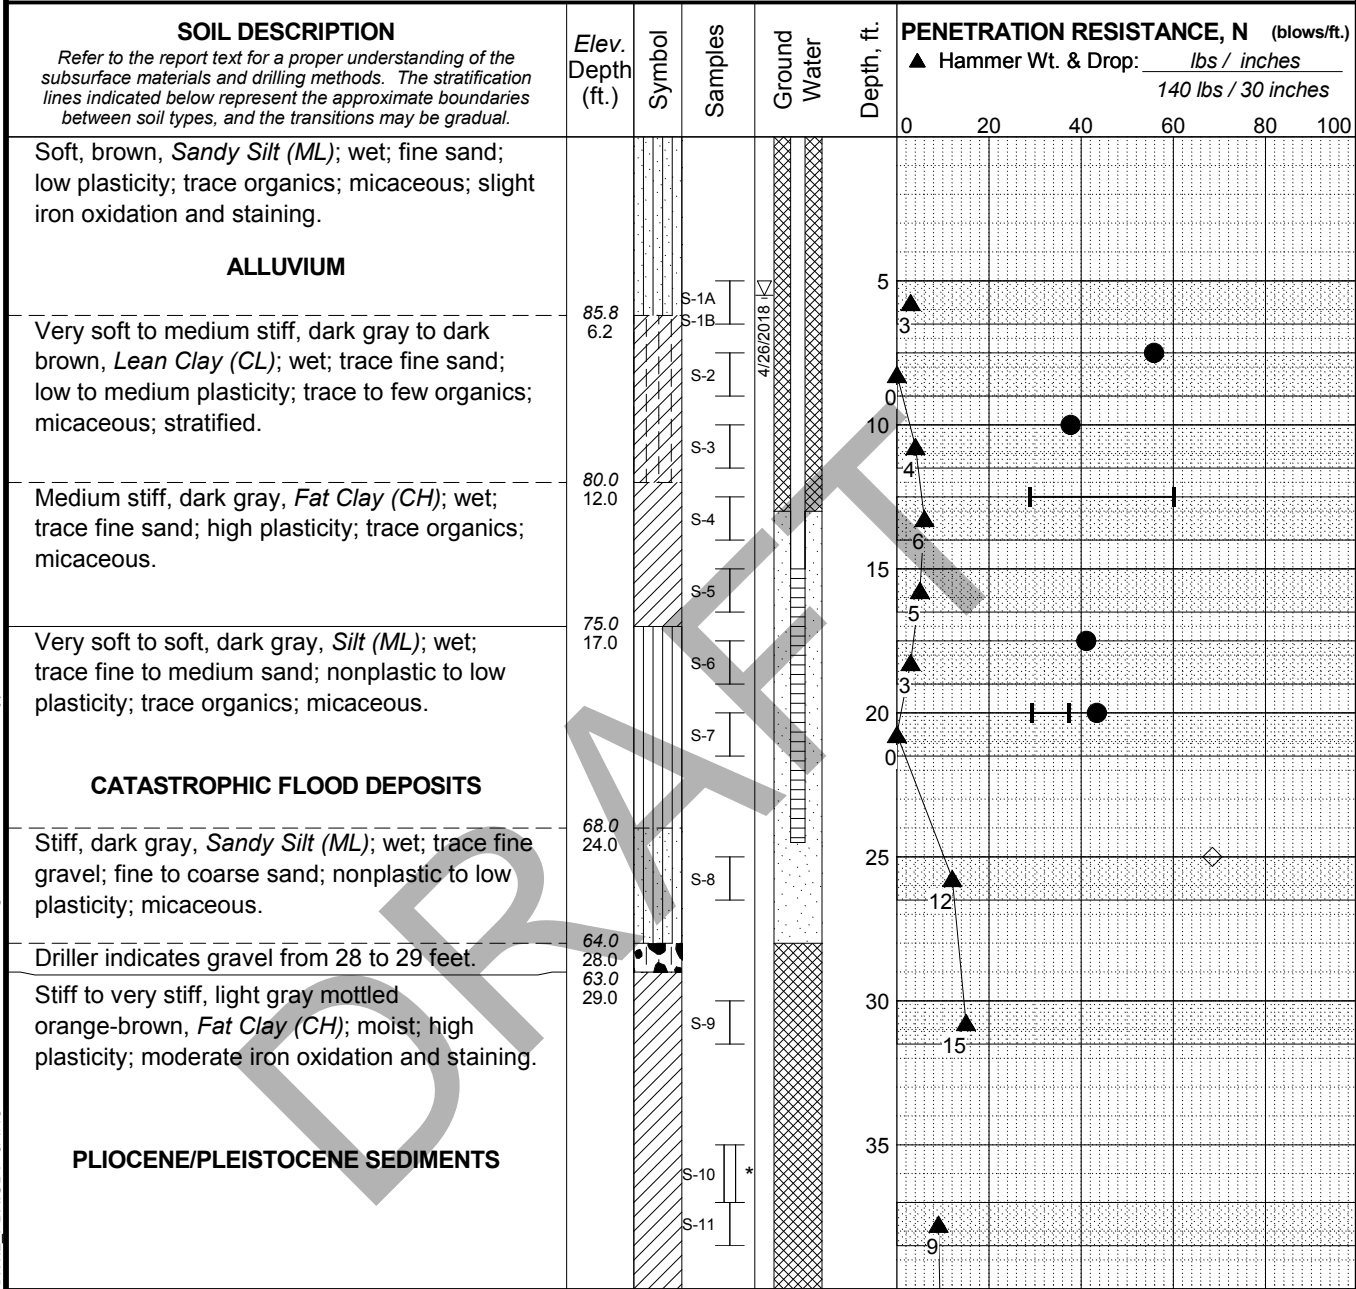 SOIL DESCRIPTION
Refer to the report text for a proper understanding of the
subsurface materials and drilling methods. The stratification
lines indicated below represent the approximate boundaries
between soil types, and the transitions may be gradual.
Elev.
Depth
(ft.)
Symbol
Samples
Ground
Water
Depth, ft.
PENETRATION RESISTANCE, N (blows/ft.)
▲ Hammer Wt. & Drop: lbs / inches
140 lbs / 30 inches
0 20 40 60 80 100
Soft, brown, Sandy Silt (ML); wet; fine sand;
low plasticity; trace organics; micaceous; slight
iron oxidation and staining.
ALLUVIUM
85.8
6.2
Very soft to medium stiff, dark gray to dark
brown, Lean Clay (CL); wet; trace fine sand;
low to medium plasticity; trace to few organics;
micaceous; stratified.
80.0
12.0
Medium stiff, dark gray, Fat Clay (CH); wet;
trace fine sand; high plasticity; trace organics;
micaceous.
75.0
17.0
Very soft to soft, dark gray, Silt (ML); wet;
trace fine to medium sand; nonplastic to low
plasticity; trace organics; micaceous.
CATASTROPHIC FLOOD DEPOSITS
68.0
24.0
Stiff, dark gray, Sandy Silt (ML); wet; trace fine
gravel; fine to coarse sand; nonplastic to low
plasticity; micaceous.
64.0
28.0
Driller indicates gravel from 28 to 29 feet.
63.0
29.0
Stiff to very stiff, light gray mottled
orange-brown, Fat Clay (CH); moist; high
plasticity; moderate iron oxidation and staining.
PLIOCENE/PLEISTOCENE SEDIMENTS
S-1A
S-1B
S-2
S-3
S-4
S-5
S-6
S-7
S-8
S-9
S-10 *
S-11
4/26/2018
5
10
15
20
25
30
35
3
0
4
6
5
3
0
12
15
9
DRAFT